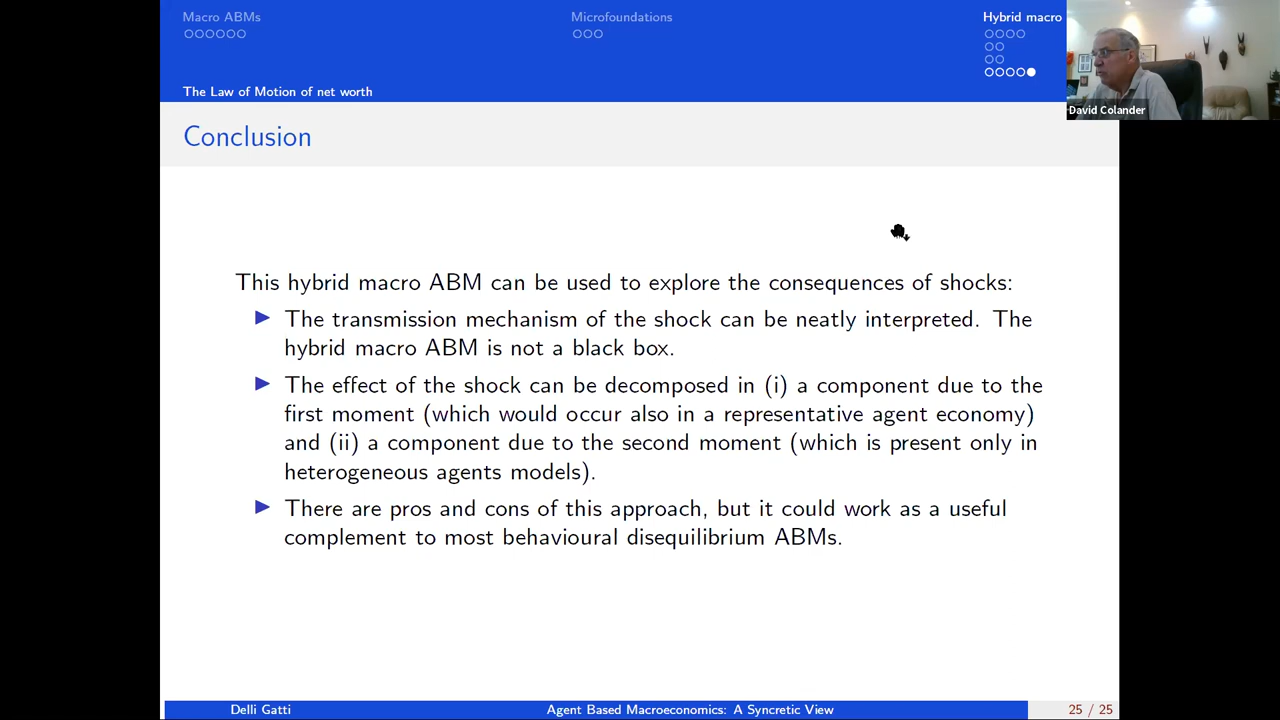 Macro ABMs
Microfoundations
Hybrid macro
The Law of Motion of net worth
David Colander
Conclusion
This hybrid macro ABM can be used to explore the consequences of shocks:
The transmission mechanism of the shock can be neatly interpreted. The
hybrid macro ABM is not a black box.
The effect of the shock can be decomposed in (i) a component due to the
first moment (which would occur also in a representative agent economy)
and (ii) a component due to the second moment (which is present only in
heterogeneous agents models).
There are pros and cons of this approach, but it could work as a useful
complement to most behavioural disequilibrium ABMs.
Delli Gatti
Agent Based Macroeconomics: A Syncretic View
25 / 25